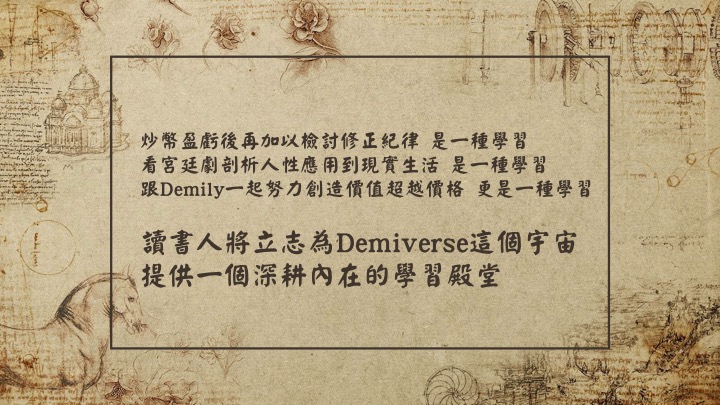 炒幣盈虧後再加以檢討修正紀律 是一種學習
看宮廷劇剖析人性應用到現實生活 是一種學習
跟Demily一起努力創造價值超越價格 更是一種學習
讀書人將立志為Demiverse這個宇宙
提供一個深耕內在的學習殿堂